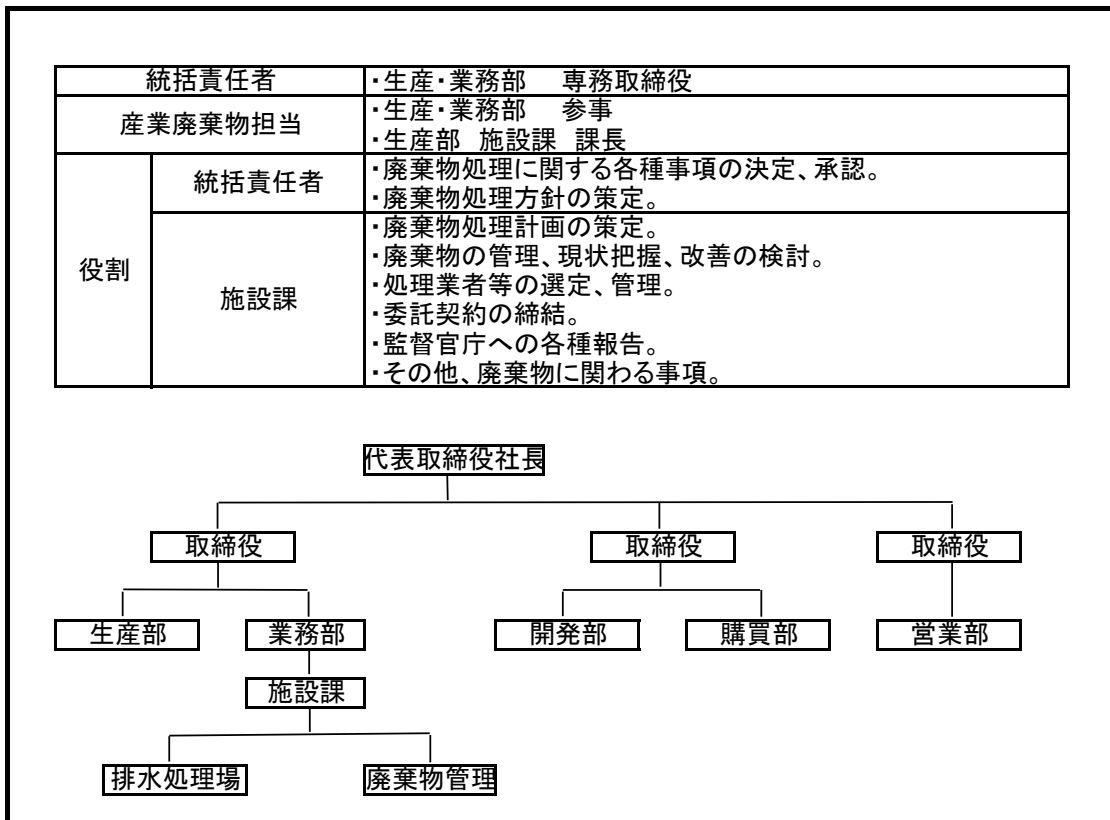 統括責任者 ・生産・業務部 専務取締役
産業廃棄物担当 ・生産・業務部 参事
・生産部 施設課 課長
役割
統括責任者
・廃棄物処理に関する各種事項の決定、承認。
・廃棄物処理方針の策定。
施設課
・廃棄物処理計画の策定。
・廃棄物の管理、現状把握、改善の検討。
・処理業者等の選定、管理。
・委託契約の締結。
・監督官庁への各種報告。
・その他、廃棄物に関わる事項。
代表取締役社長
取締役 取締役 取締役
生産部 業務部 開発部 購買部 営業部
施設課
排水処理場 廃棄物管理